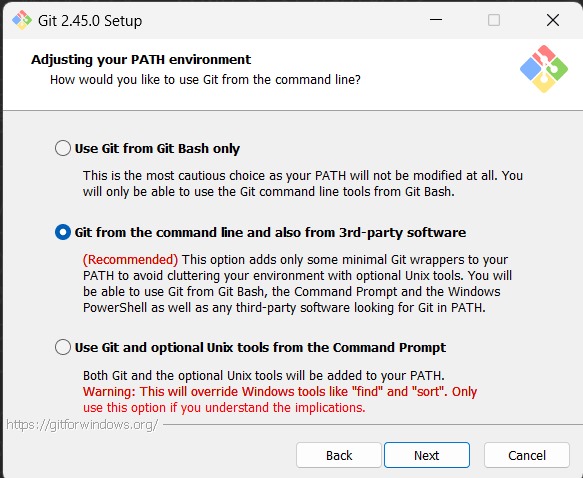 Git 2.45.0 Setup
Adjusting your PATH environment
How would you like to use Git from the command line?
Use Git from Git Bash only
This is the most cautious choice as your PATH will not be modified at all. You
will only be able to use the Git command line tools from Git Bash.
Git from the command line and also from 3rd-party software
(Recommended) This option adds only some minimal Git wrappers to your
PATH to avoid cluttering your environment with optional Unix tools. You will
be able to use Git from Git Bash, the Command Prompt and the Windows
PowerShell as well as any third-party software looking for Git in PATH.
Use Git and optional Unix tools from the Command Prompt
Both Git and the optional Unix tools will be added to your PATH.
Warning: This will override Windows tools like "find" and "sort". Only
use this option if you understand the implications.
https://gitforwindows.org/
Back
Next
Cancel